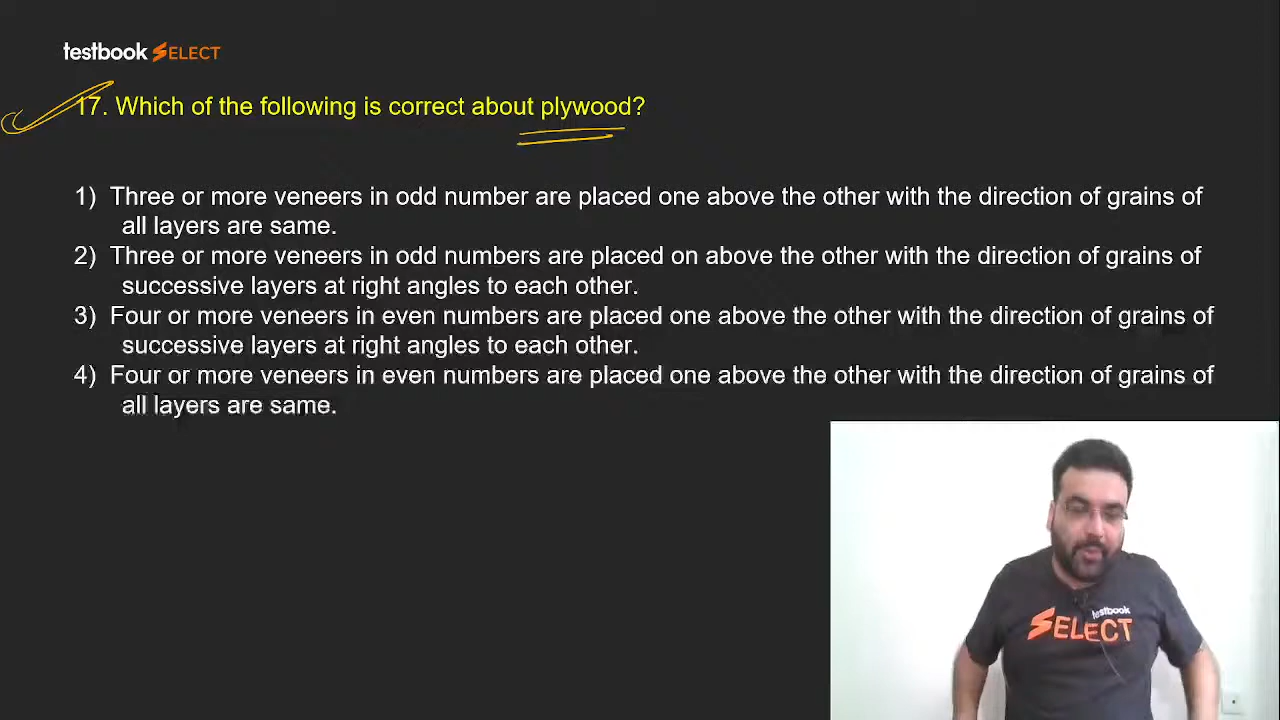 testbook SELECT
17. Which of the following is correct about plywood?
1) Three or more veneers in odd number are placed one above the other with the direction of grains of
all layers are same.
2) Three or more veneers in odd numbers are placed on above the other with the direction of grains of
successive layers at right angles to each other.
3) Four or more veneers in even numbers are placed one above the other with the direction of grains of
successive layers at right angles to each other.
4) Four or more veneers in even numbers are placed one above the other with the direction of grains of
all layers are same.
testbook
SELECT